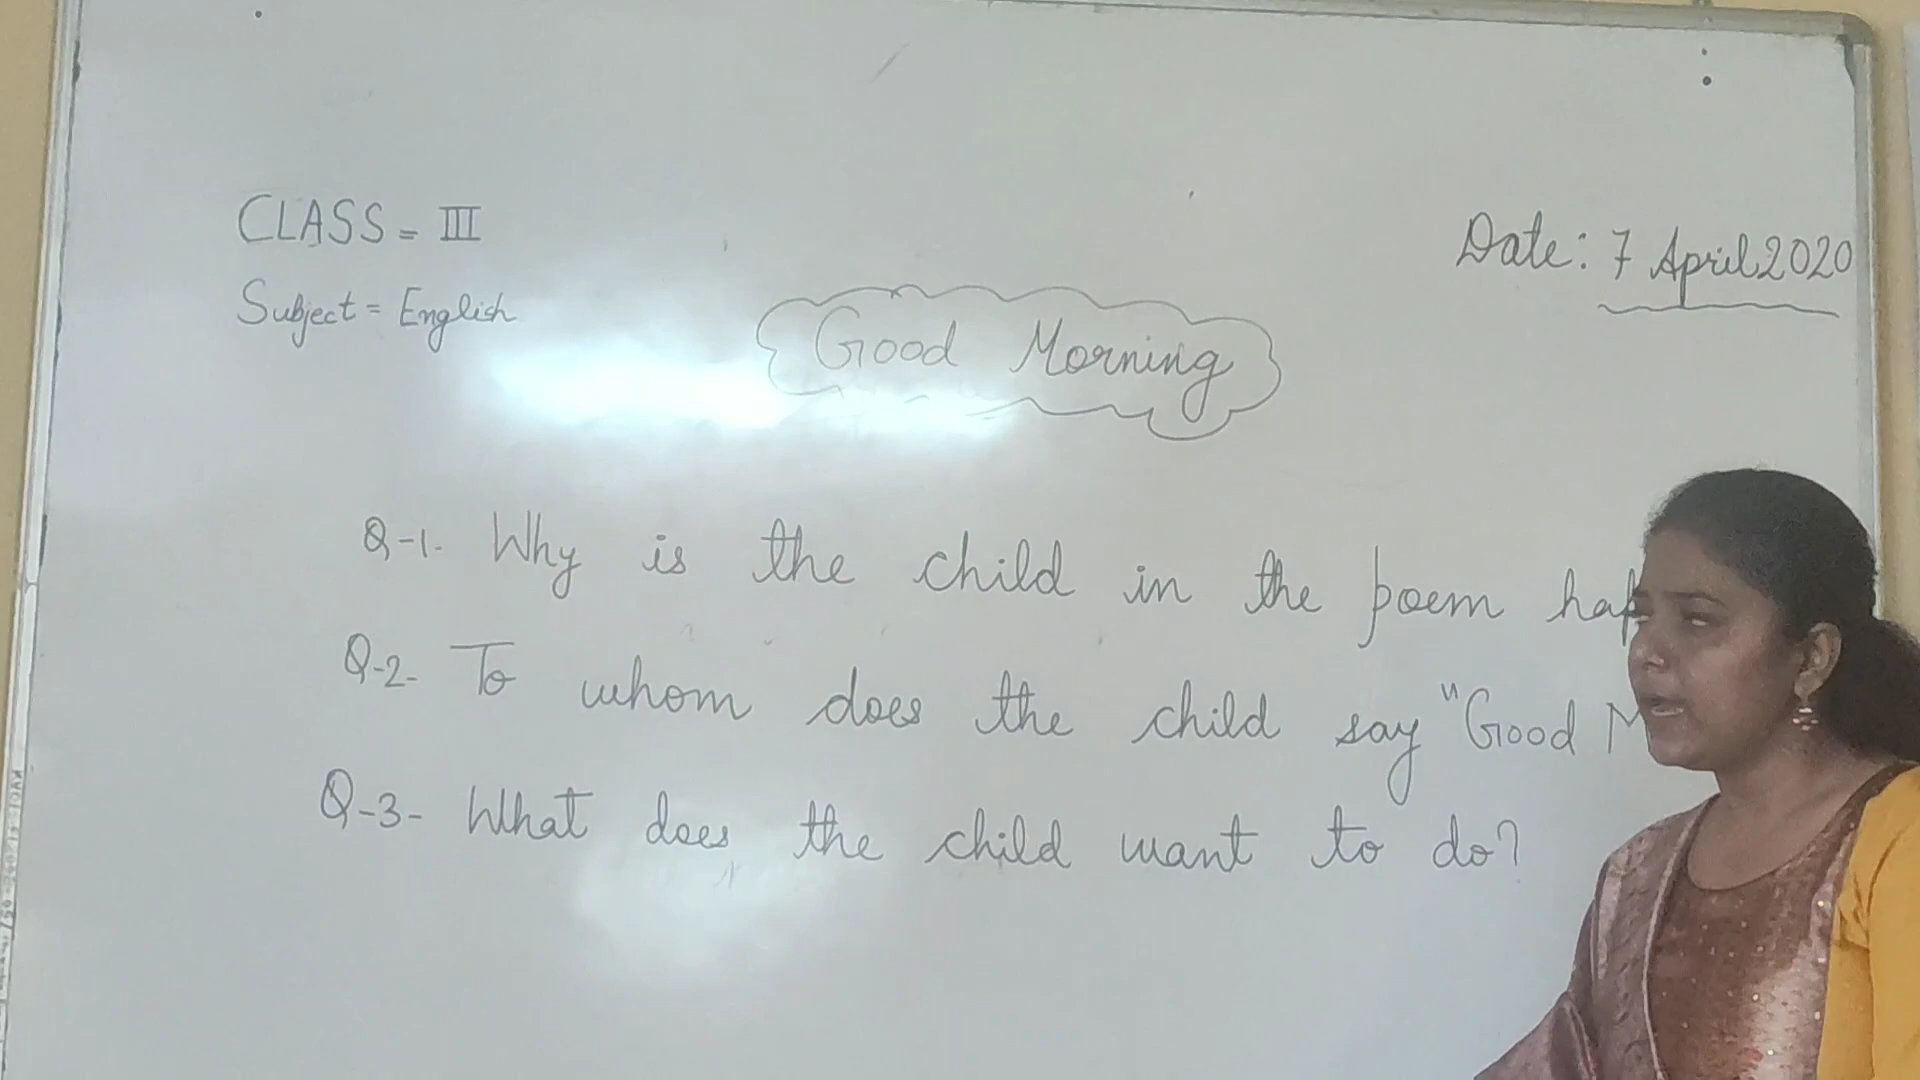 CLASS = III
Date: 7 April 2020
Subject = English
Good Morning
Q-1. Why is the child in the poem
Q-2- To whom does the child say "Good
Q-3- What does the child want to do?